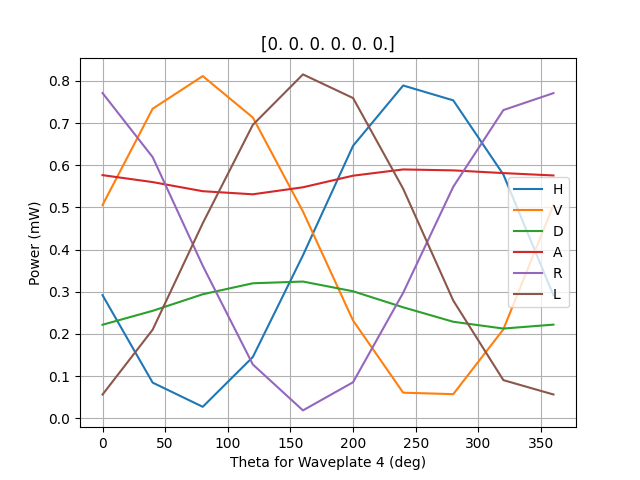 [0. 0. 0. 0. 0. 0.]
0.8
0.7
0.6
0.5
0.4
0.3
0.2
0.1
0.0
Power (mW)
H
V
D
A
R
L
0 50 100 150 200 250 300 350
Theta for Waveplate 4 (deg)